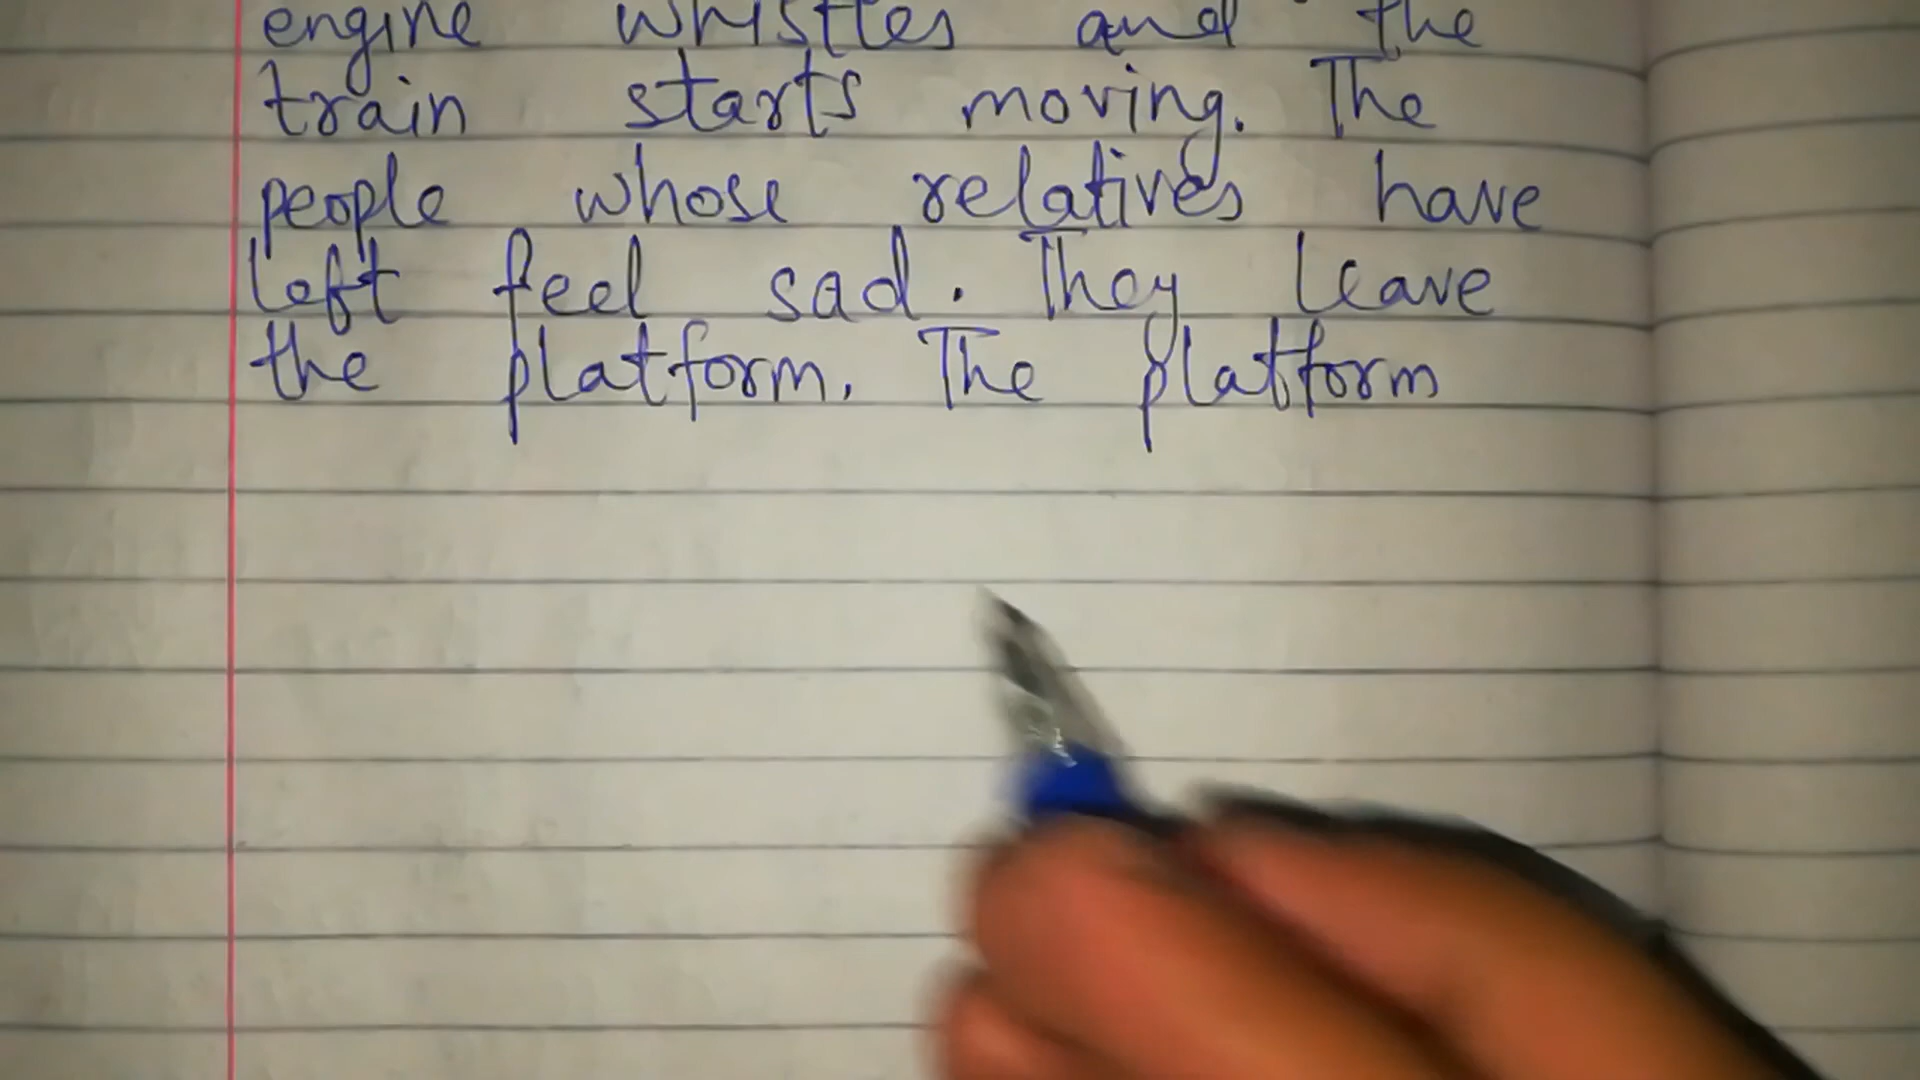 engine whistles and the
train starts moving. The
people whose relatives have
left feel sad. They leave
the platform. The platform